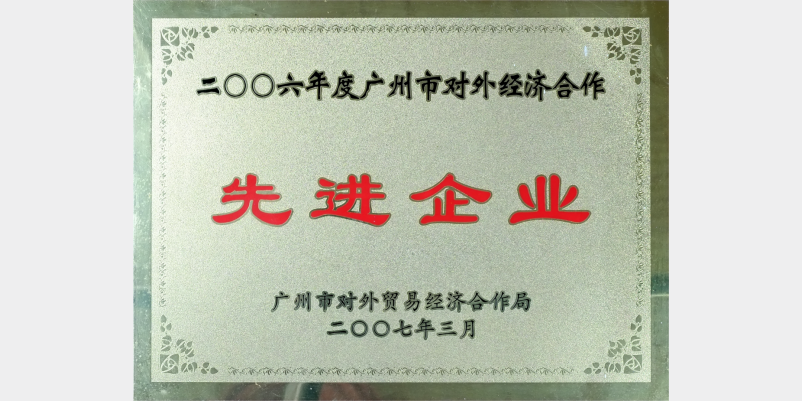 二〇〇六年度广州市对外经济合作
先进企业
广州市对外贸易经济合作局
二〇〇七年三月